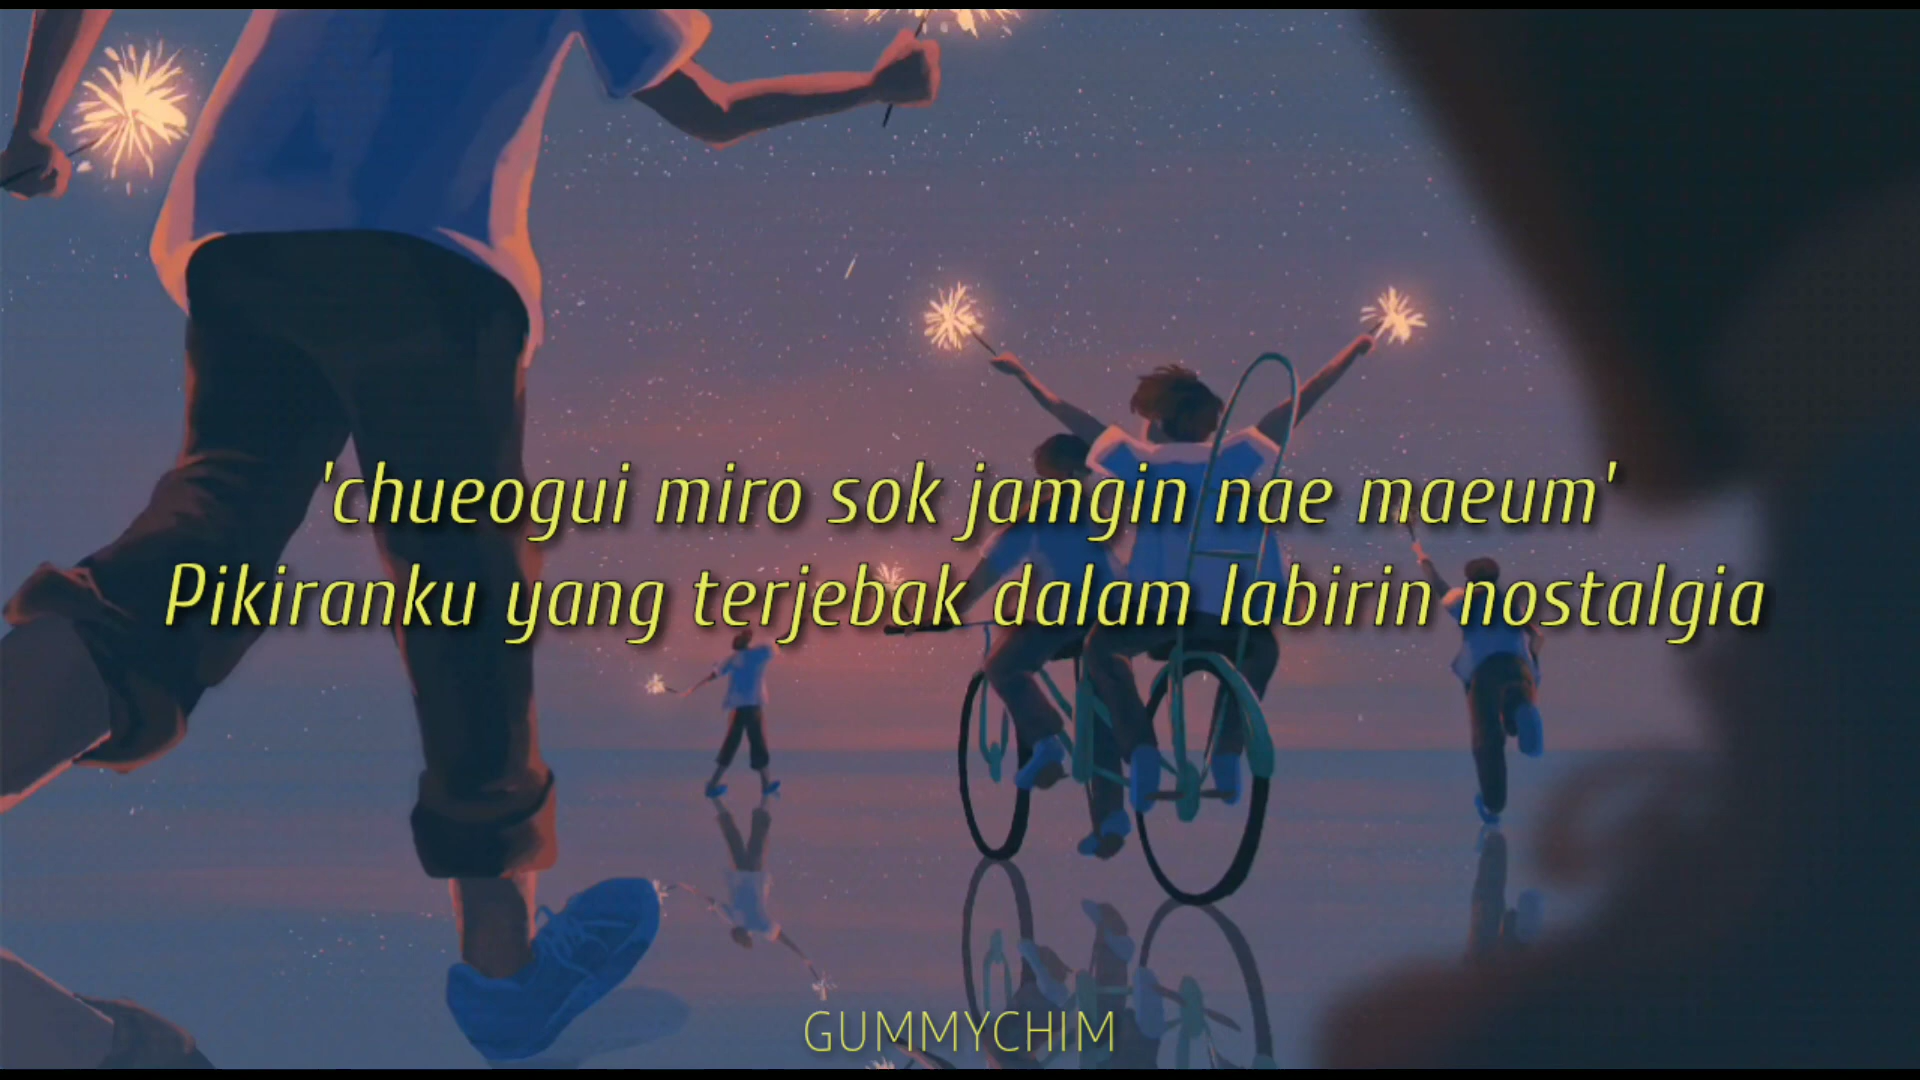 'chueogui miro sok jamgin nae maeum'
Pikiranku yang terjebak dalam labirin nostalgia
GUMMYCHIM